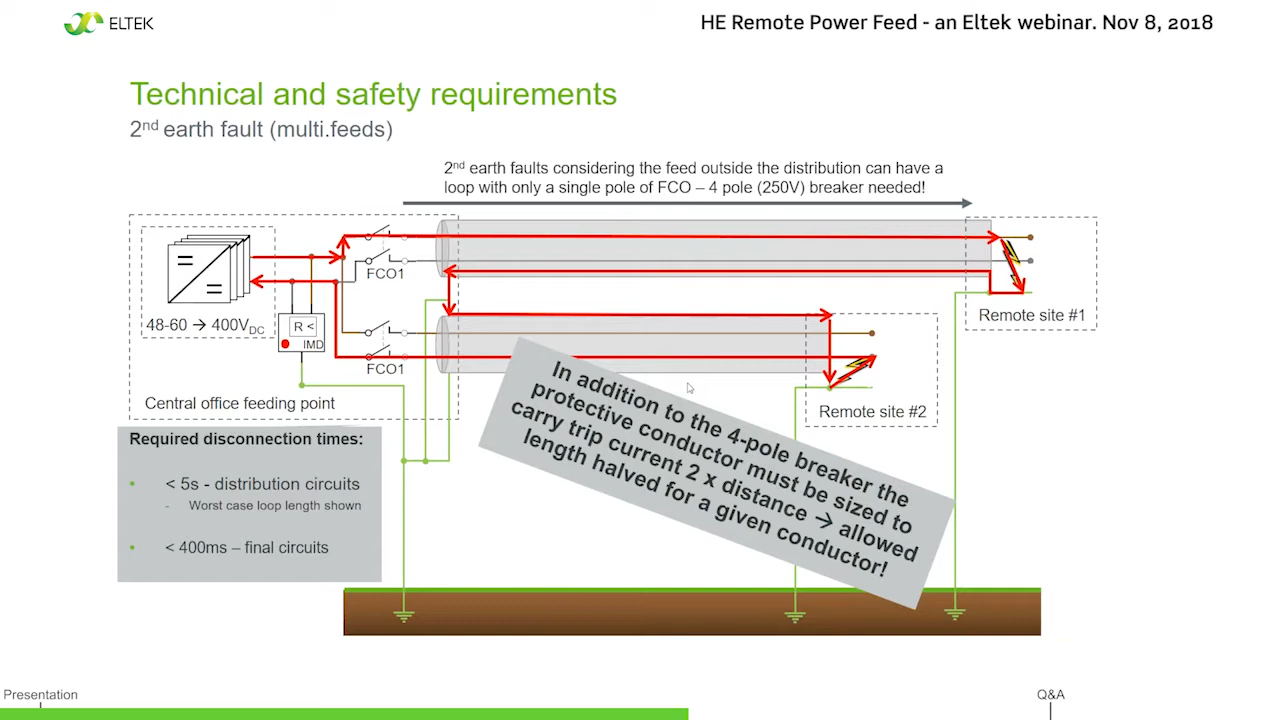 ELTEK
HE Remote Power Feed - an Eltek webinar. Nov 8, 2018
Technical and safety requirements
2nd earth fault (multi.feeds)
2nd earth faults considering the feed outside the distribution can have a
loop with only a single pole of FCO – 4 pole (250V) breaker needed!
FCO1
48-60 → 400VDC
R <
IMD
Remote site #1
FCO1
Central office feeding point
Remote site #2
Required disconnection times:
• < 5s - distribution circuits
- Worst case loop length shown
• < 400ms – final circuits
In addition to the 4-pole breaker the
protective conductor must be sized to
carry trip current 2 x distance → allowed
length halved for a given conductor!
Presentation
Q&A